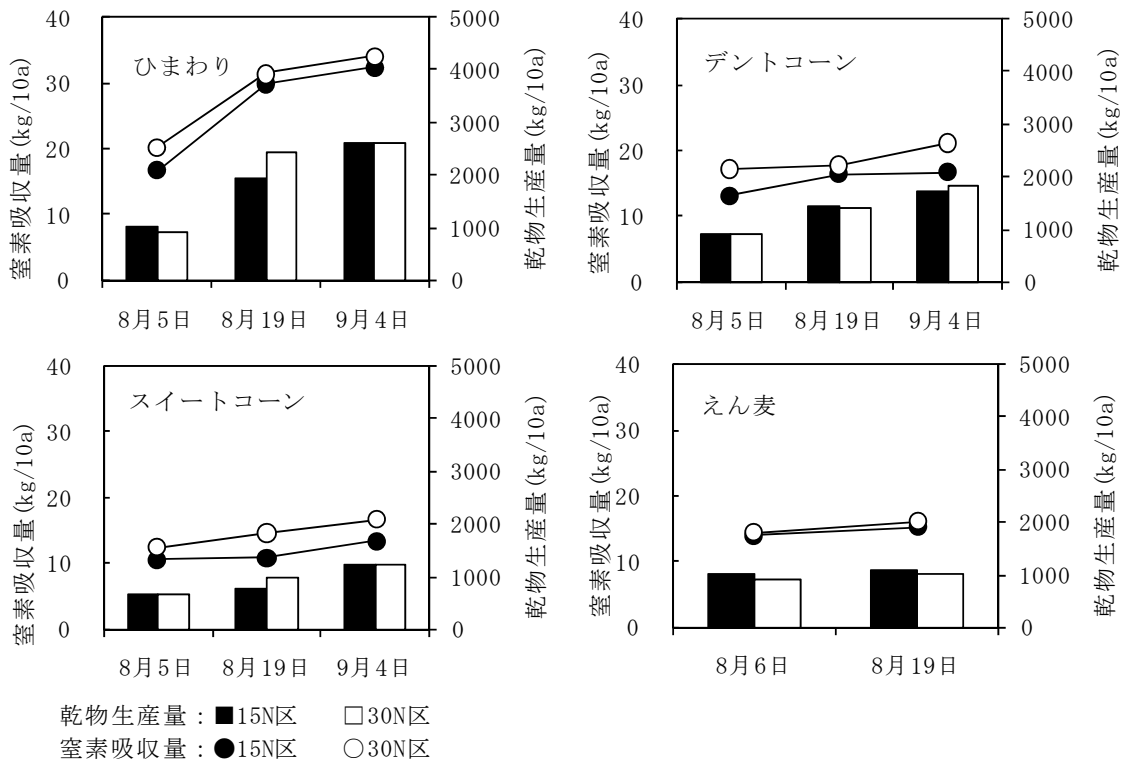 ひまわり
40
30
20
10
0
窒素吸収量(kg/10a)
5000
4000
3000
2000
1000
0
乾物生産量(kg/10a)
8月5日 8月19日 9月4日
デントコーン
40
30
20
10
0
窒素吸収量(kg/10a)
5000
4000
3000
2000
1000
0
乾物生産量(kg/10a)
8月5日 8月19日 9月4日
スイートコーン
40
30
20
10
0
窒素吸収量(kg/10a)
5000
4000
3000
2000
1000
0
乾物生産量(kg/10a)
8月5日 8月19日 9月4日
えん麦
40
30
20
10
0
窒素吸収量(kg/10a)
5000
4000
3000
2000
1000
0
乾物生産量(kg/10a)
8月6日 8月19日
乾物生産量:■15N区 □30N区
窒素吸収量:●15N区 ○30N区